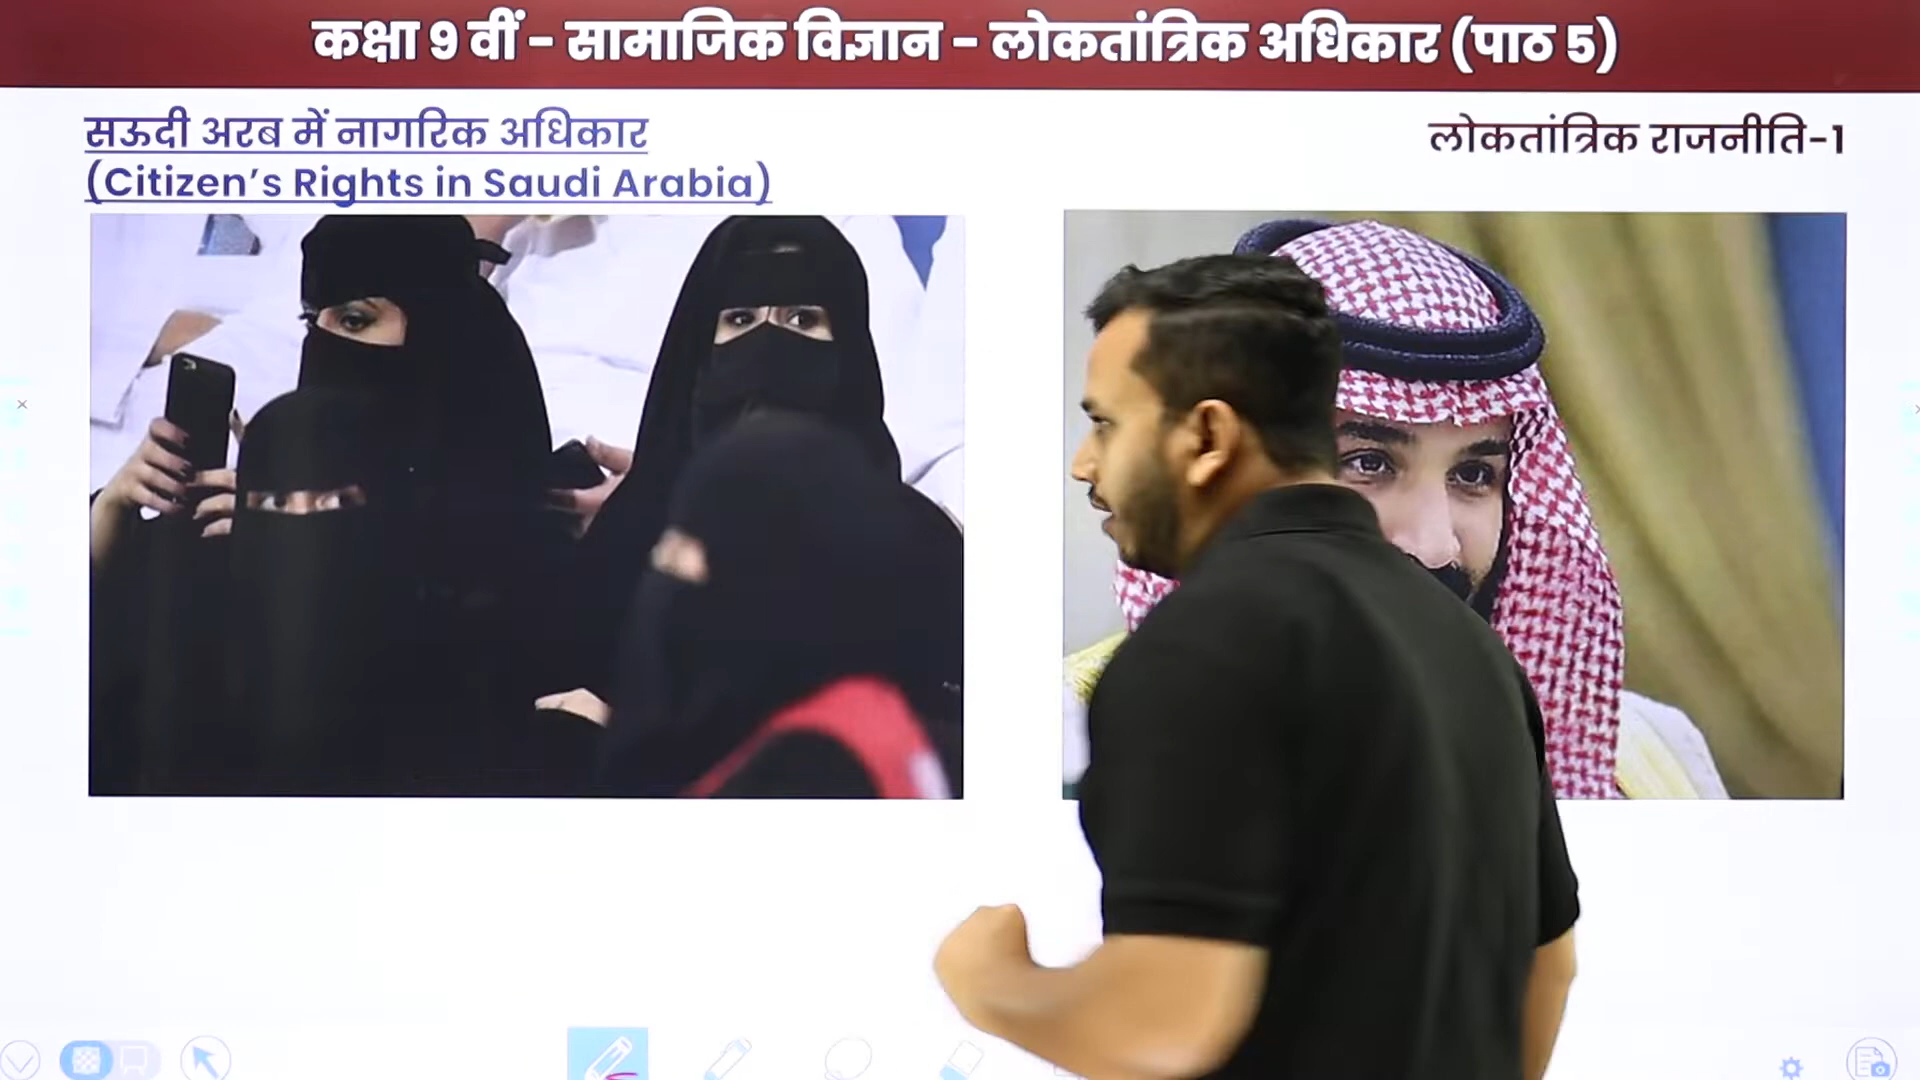 कक्षा 9 वीं - सामाजिक विज्ञान - लोकतांत्रिक अधिकार (पाठ 5)
सऊदी अरब में नागरिक अधिकार
(Citizen's Rights in Saudi Arabia)
लोकतांत्रिक राजनीति-1